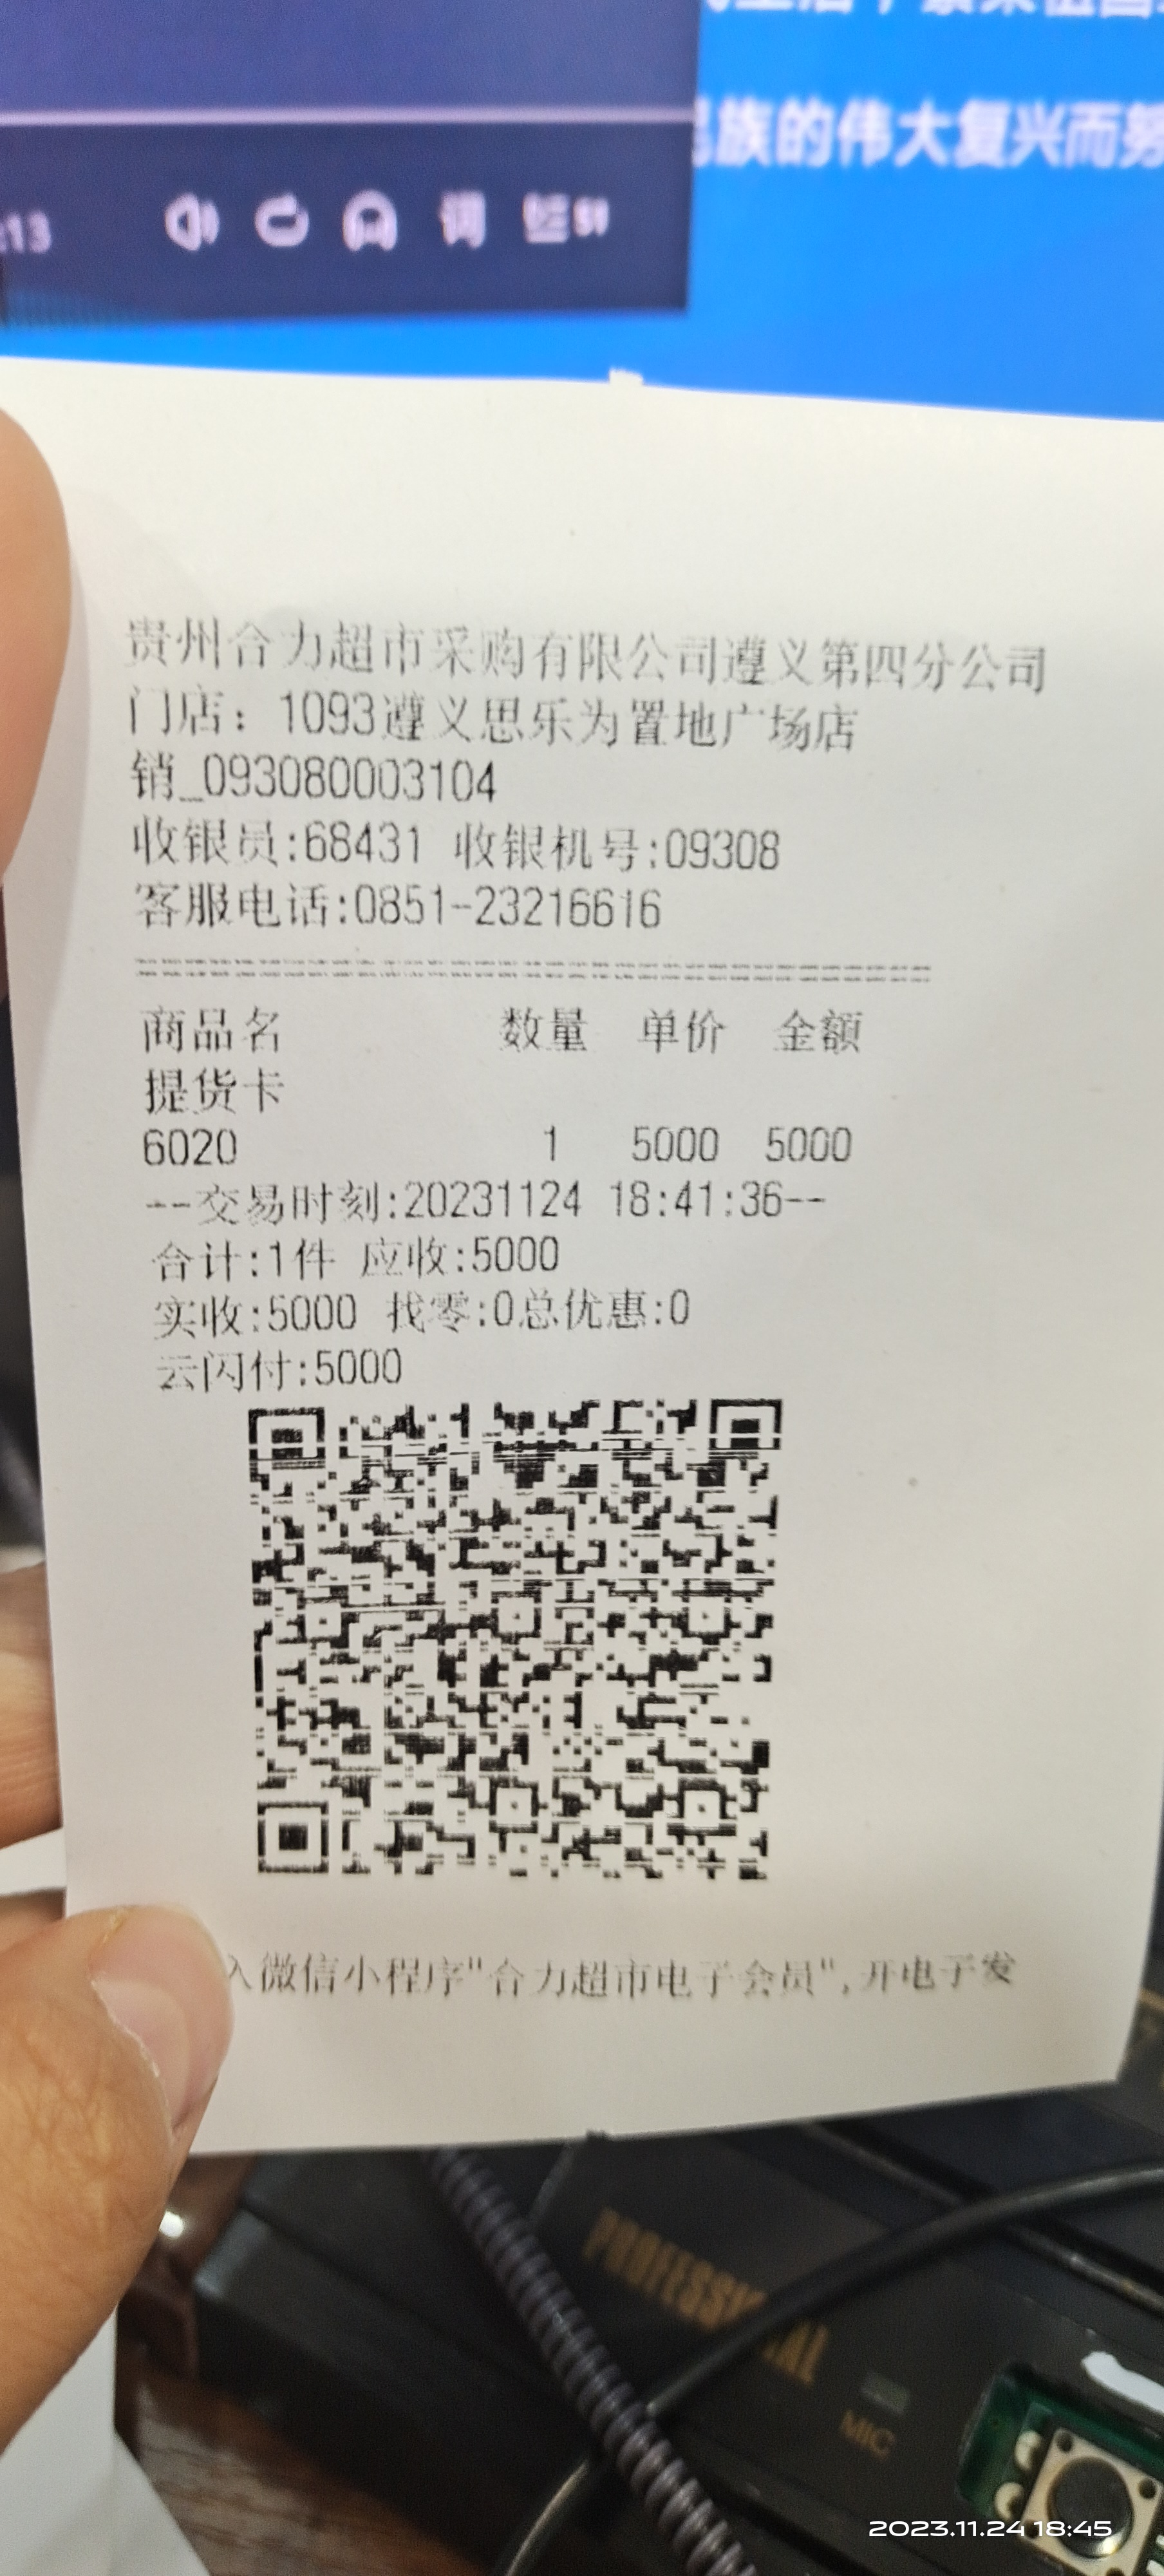 族的伟大复兴而努
:13
词
贵州合力超市采购有限公司遵义第四分公司
门店：1093遵义思乐为置地广场店
销_093080003104
收银员:68431 收银机号:09308
客服电话:0851-23216616
商品名 数量 单价 金额
提货卡
6020 1 5000 5000
--交易时刻:20231124 18:41:36--
合计:1件 应收:5000
实收:5000 找零:0总优惠:0
云闪付:5000
入微信小程序"合力超市电子会员",开电子发
PROFESSIONAL
MIC
2023.11.24 18:45